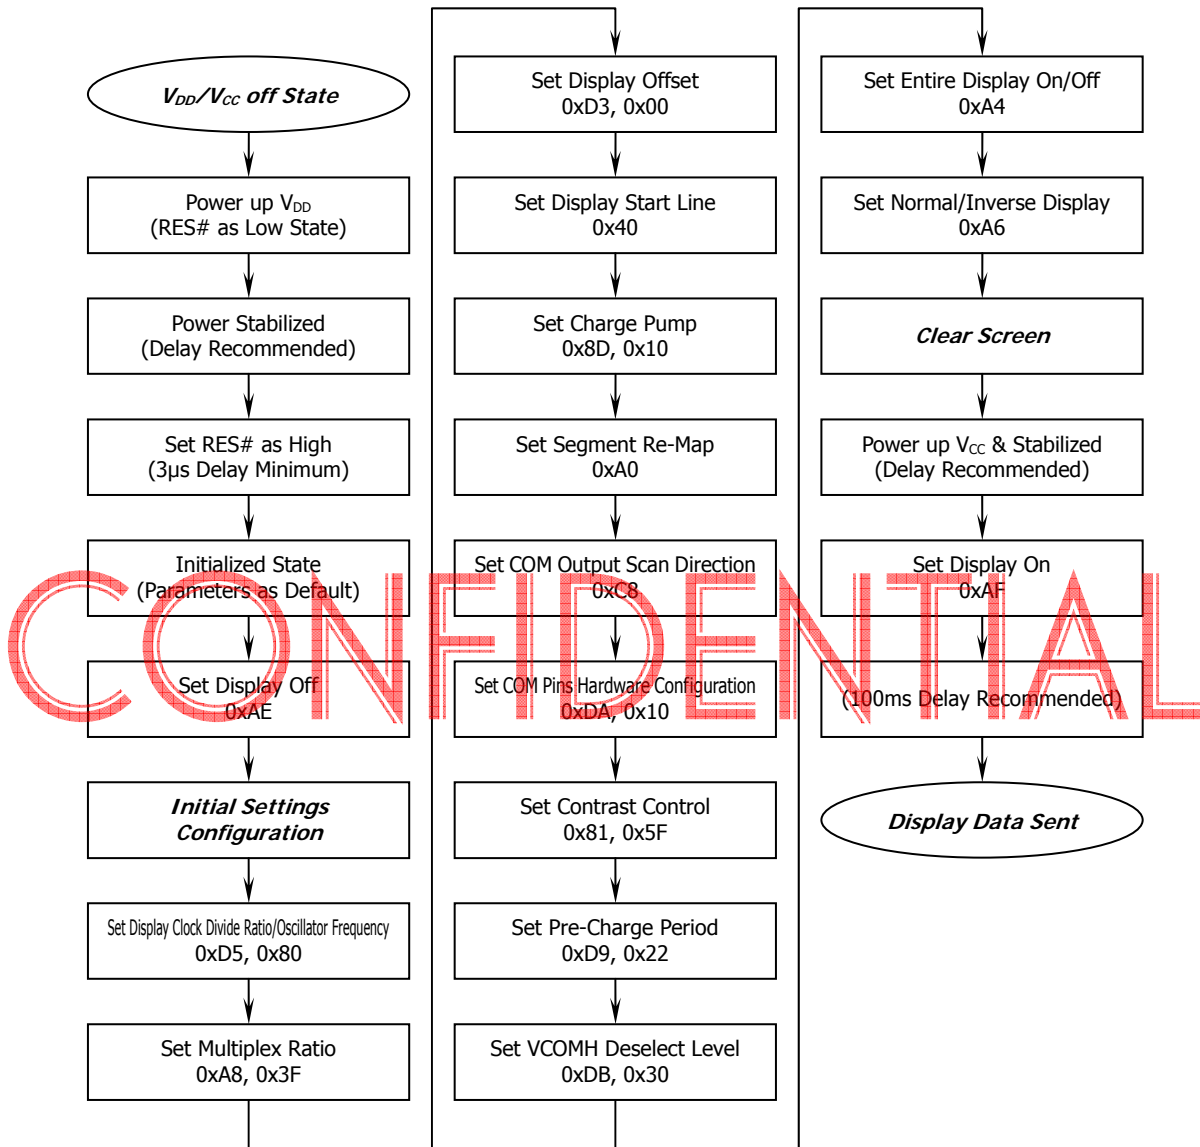 V_DD/V_CC off State
Power up V_DD
(RES# as Low State)
Power Stabilized
(Delay Recommended)
Set RES# as High
(3μs Delay Minimum)
Initialized State
(Parameters as Default)
Set Display Off
0xAE
Initial Settings
Configuration
Set Display Clock Divide Ratio/Oscillator Frequency
0xD5, 0x80
Set Multiplex Ratio
0xA8, 0x3F
Set Display Offset
0xD3, 0x00
Set Display Start Line
0x40
Set Charge Pump
0x8D, 0x10
Set Segment Re-Map
0xA0
Set COM Output Scan Direction
0xC8
Set COM Pins Hardware Configuration
0xDA, 0x10
Set Contrast Control
0x81, 0x5F
Set Pre-Charge Period
0xD9, 0x22
Set VCOMH Deselect Level
0xDB, 0x30
Set Entire Display On/Off
0xA4
Set Normal/Inverse Display
0xA6
Clear Screen
Power up V_CC & Stabilized
(Delay Recommended)
Set Display On
0xAF
(100ms Delay Recommended)
Display Data Sent
CONFIDENTIAL